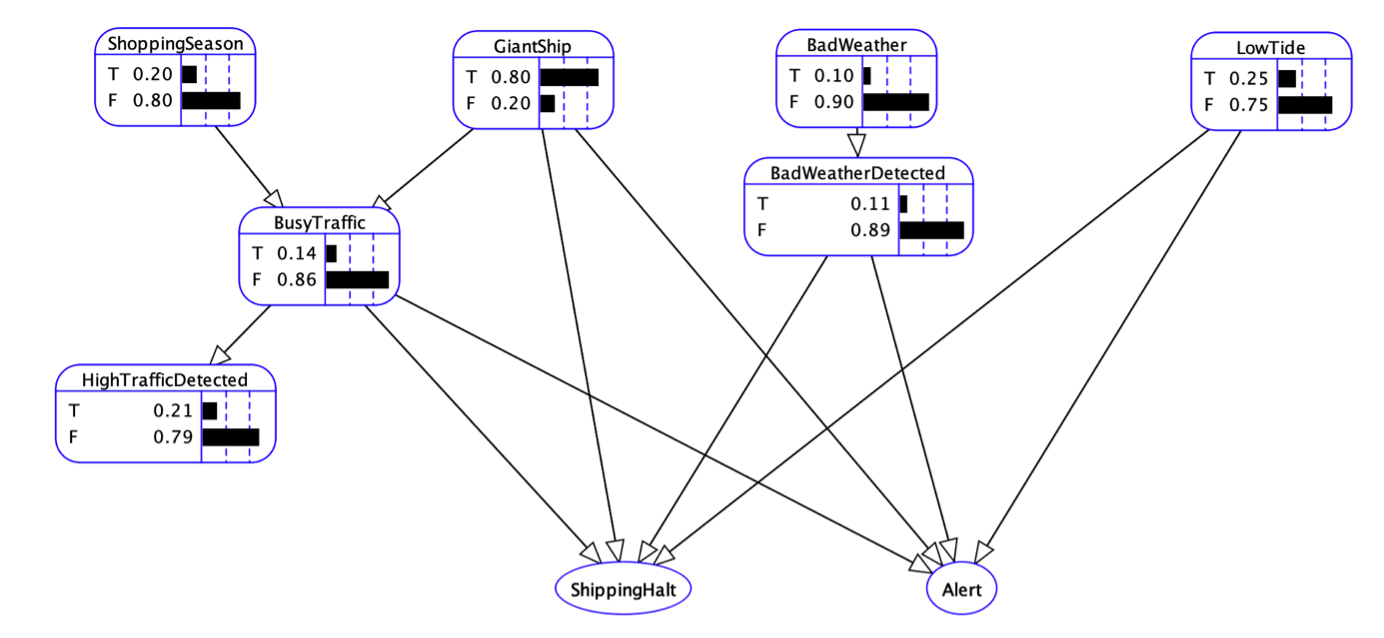 ShoppingSeason
T 0.20
F 0.80
GiantShip
T 0.80
F 0.20
BadWeather
T 0.10
F 0.90
LowTide
T 0.25
F 0.75
BadWeatherDetected
T 0.11
F 0.89
BusyTraffic
T 0.14
F 0.86
HighTrafficDetected
T 0.21
F 0.79
ShippingHalt
Alert